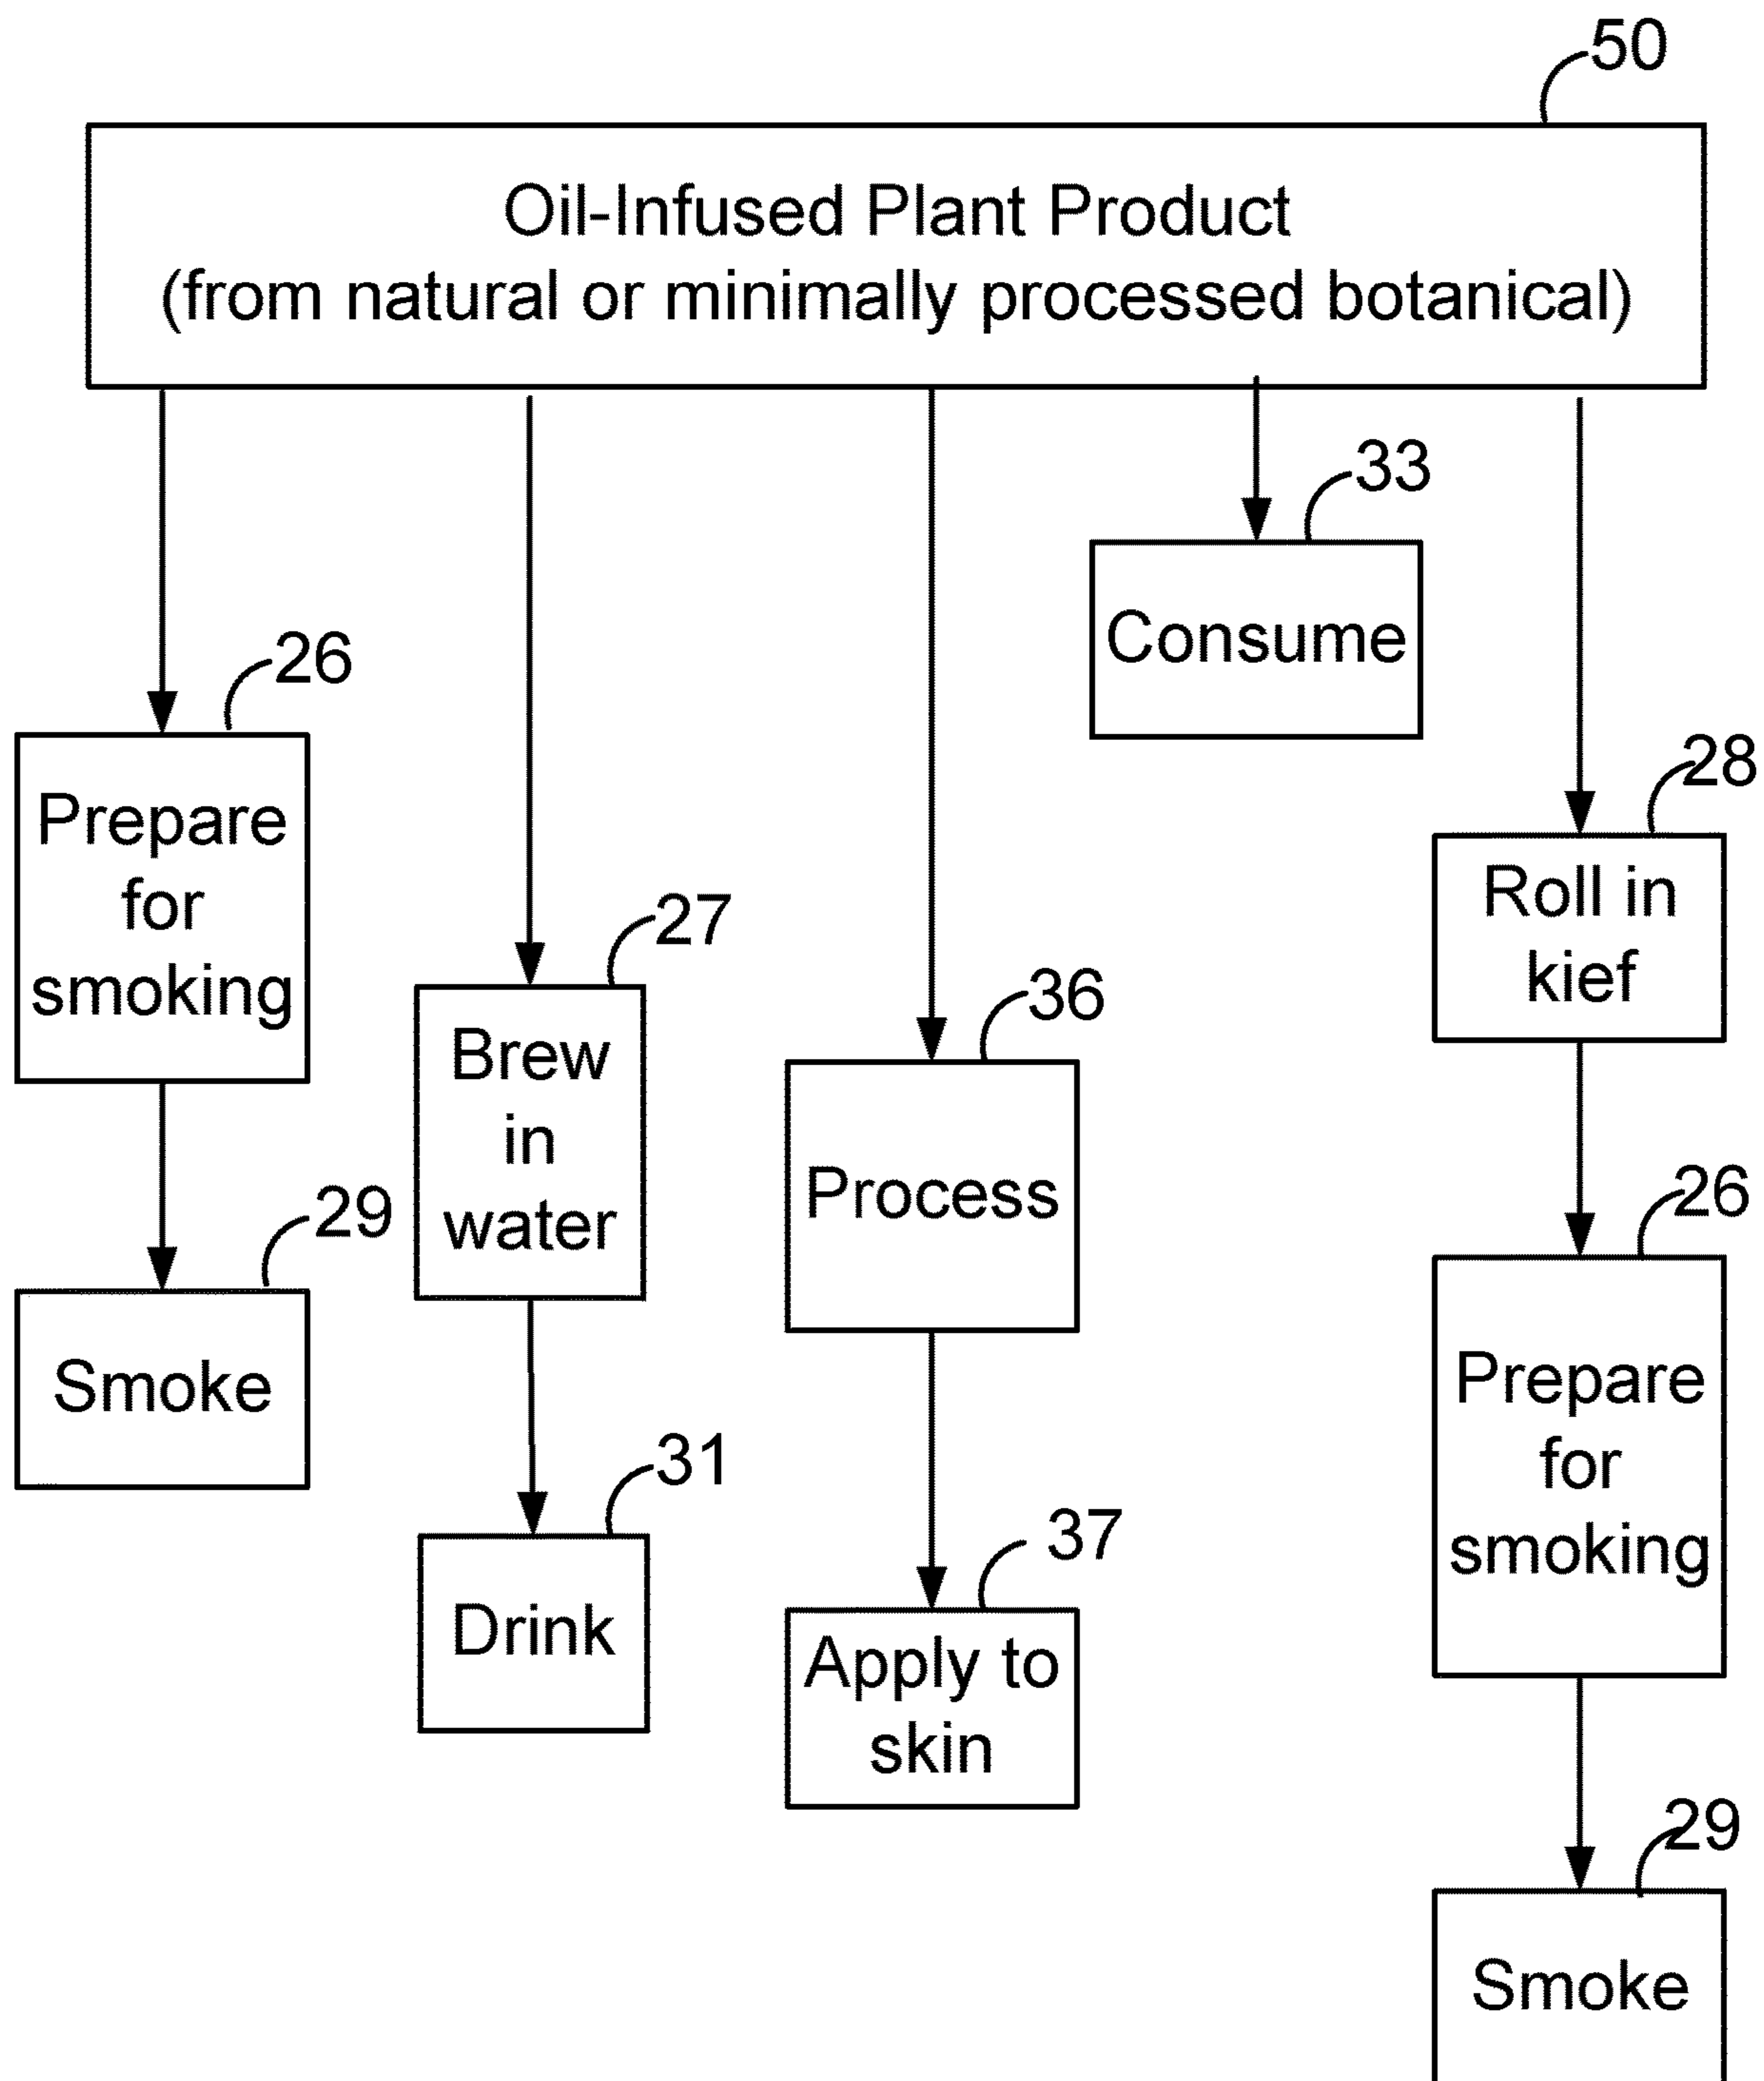 50
Oil-Infused Plant Product
(from natural or minimally processed botanical)
33
Consume
26
Prepare
for
smoking
28
Roll in
kief
27
Brew
in
water
36
Process
29
Smoke
26
Prepare
for
smoking
31
Drink
37
Apply to
skin
29
Smoke